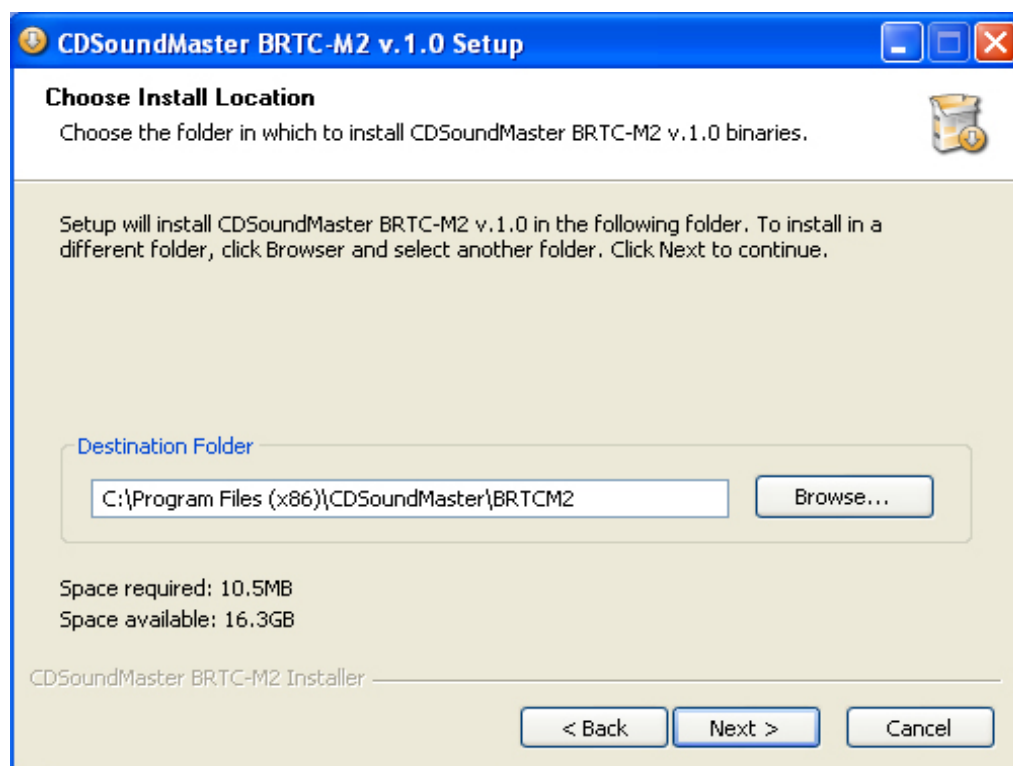 CDSoundMaster BRTC-M2 v.1.0 Setup
Choose Install Location
Choose the folder in which to install CDSoundMaster BRTC-M2 v.1.0 binaries.
Setup will install CDSoundMaster BRTC-M2 v.1.0 in the following folder. To install in a
different folder, click Browser and select another folder. Click Next to continue.
Destination Folder
C:\Program Files (x86)\CDSoundMaster\BRTCM2
Browse...
Space required: 10.5MB
Space available: 16.3GB
CDSoundMaster BRTC-M2 Installer
< Back
Next >
Cancel